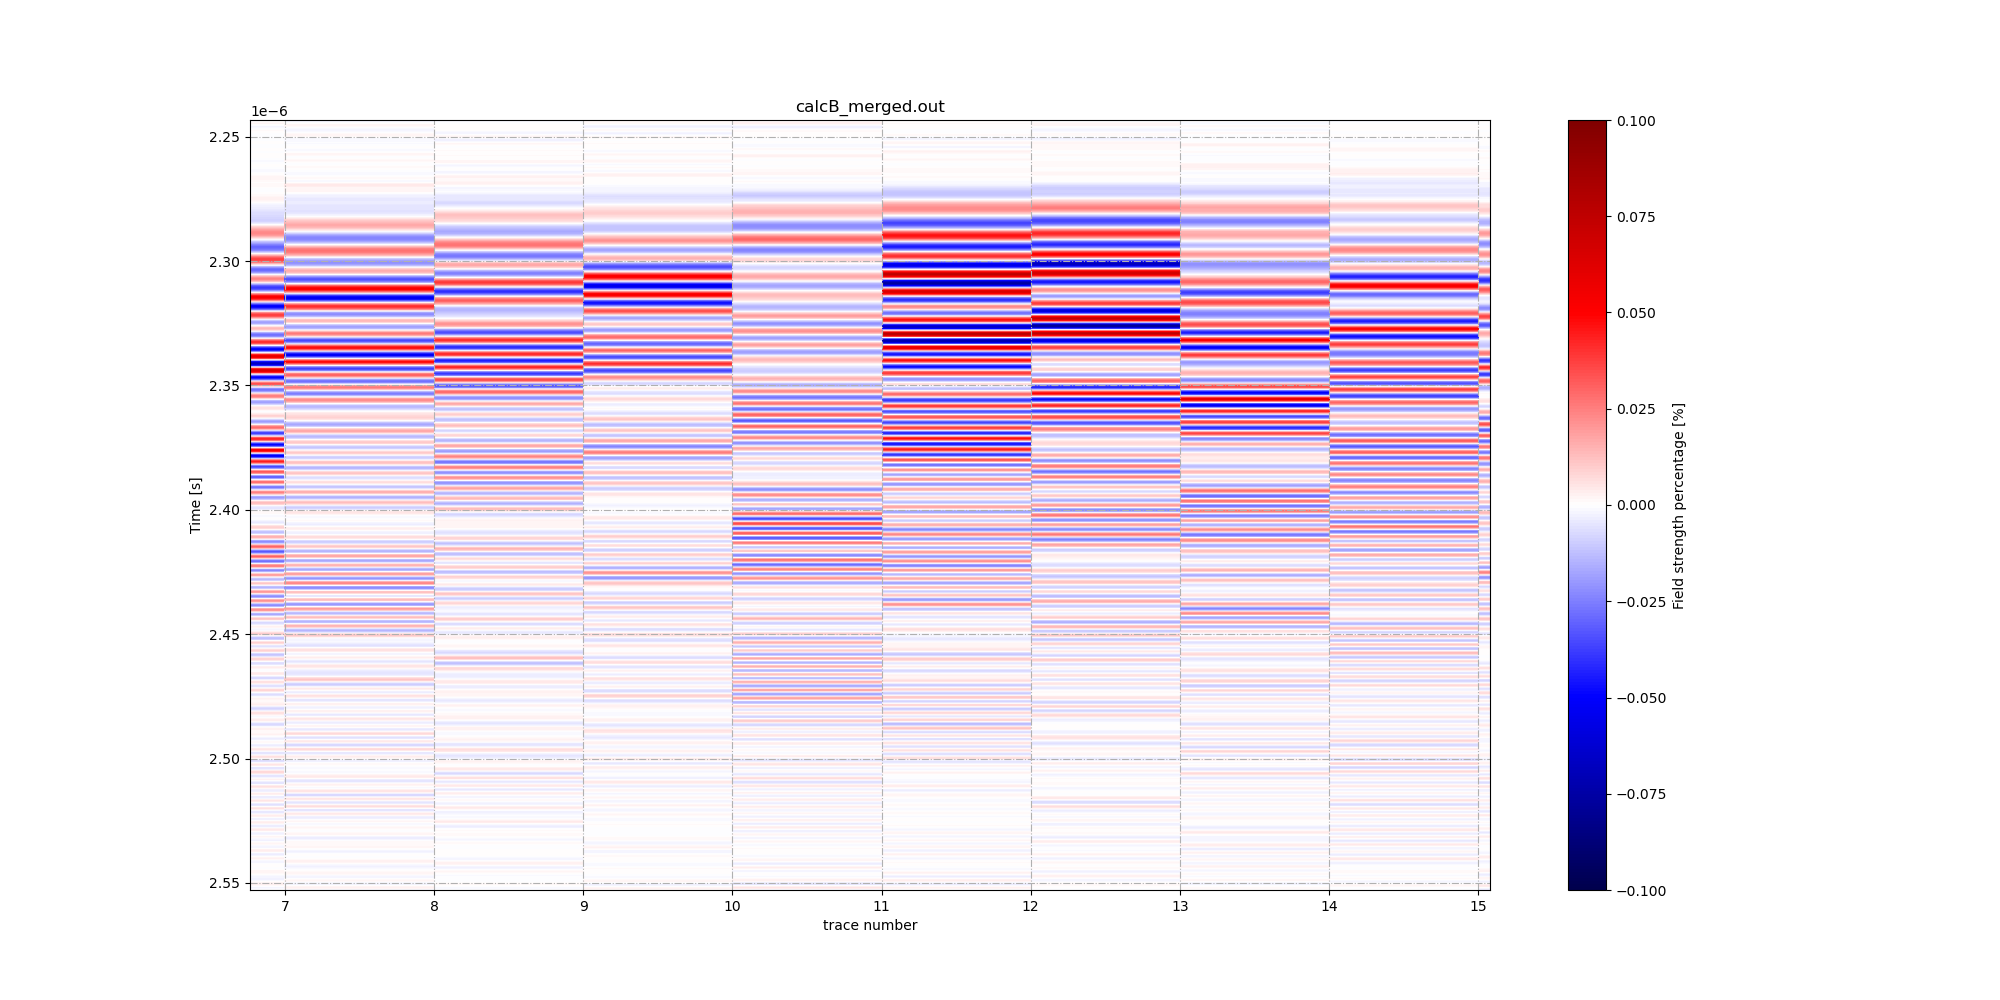 calcB_merged.out
1e−6
2.25
2.30
2.35
2.40
2.45
2.50
2.55
Time [s]
7 8 9 10 11 12 13 14 15
trace number
0.100
0.075
0.050
0.025
0.000
−0.025
−0.050
−0.075
−0.100
Field strength percentage [%]